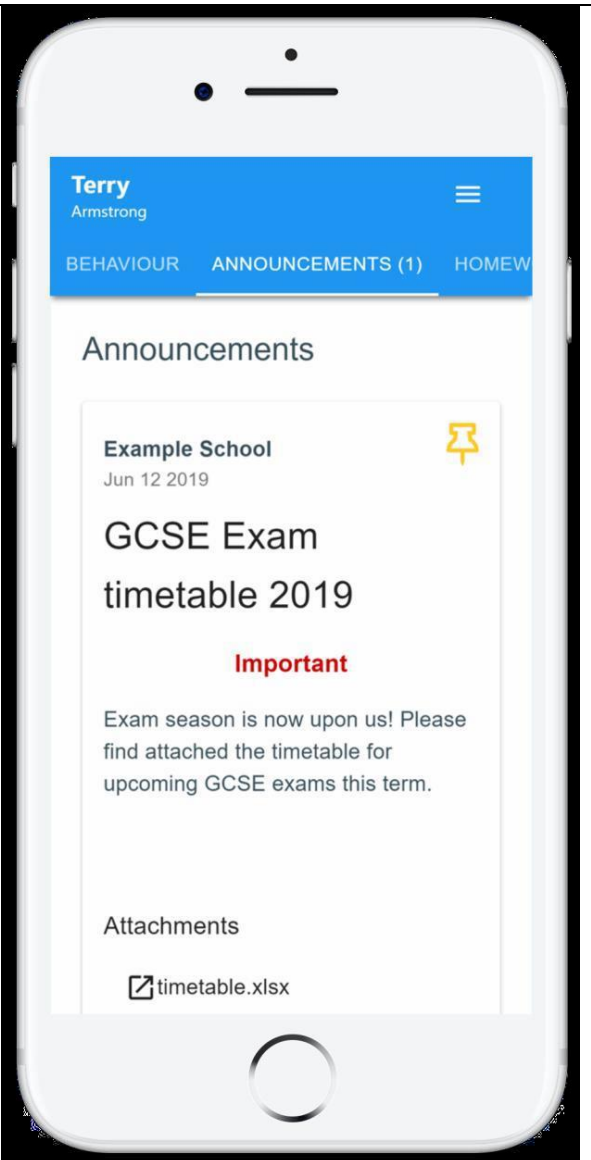 Terry
Armstrong
BEHAVIOUR ANNOUNCEMENTS (1) HOMEW
Announcements
Example School
Jun 12 2019
GCSE Exam
timetable 2019
Important
Exam season is now upon us! Please
find attached the timetable for
upcoming GCSE exams this term.
Attachments
timetable.xlsx